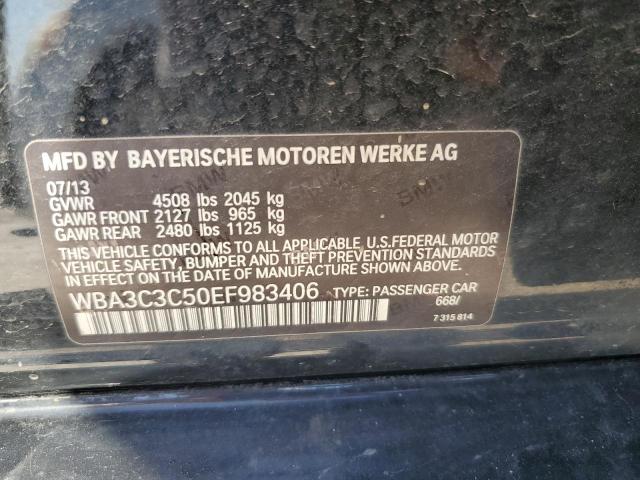 MFD BY BAYERISCHE MOTOREN WERKE AG
07/13
GVWR 4508 lbs 2045 kg
GAWR FRONT 2127 lbs 965 kg
GAWR REAR 2480 lbs 1125 kg
THIS VEHICLE CONFORMS TO ALL APPLICABLE U.S.FEDERAL MOTOR
VEHICLE SAFETY, BUMPER AND THEFT PREVENTION STANDARDS
IN EFFECT ON THE DATE OF MANUFACTURE SHOWN ABOVE.
WBA3C3C50EF983406 TYPE: PASSENGER CAR
668/
7 315 814